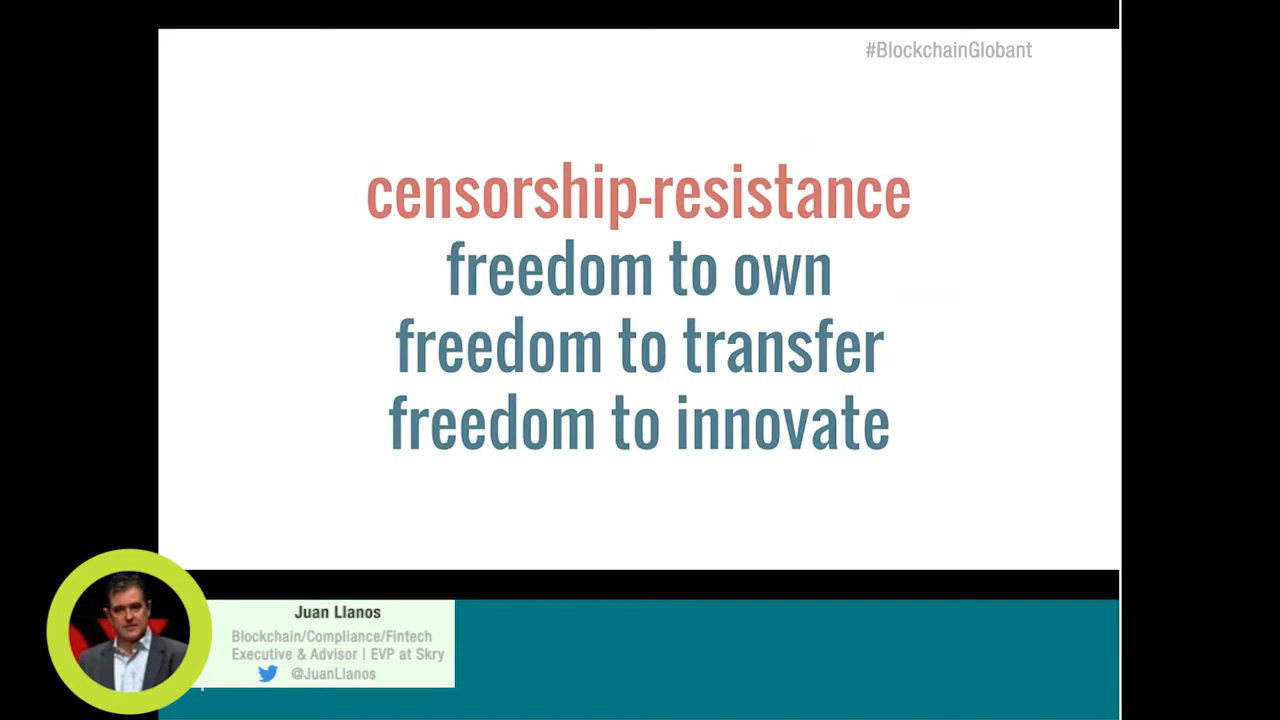 #BlockchainGlobant
censorship-resistance
freedom to own
freedom to transfer
freedom to innovate
Juan Llanos
Blockchain/Compliance/Fintech
Executive & Advisor | EVP at Skry
@JuanLlanos